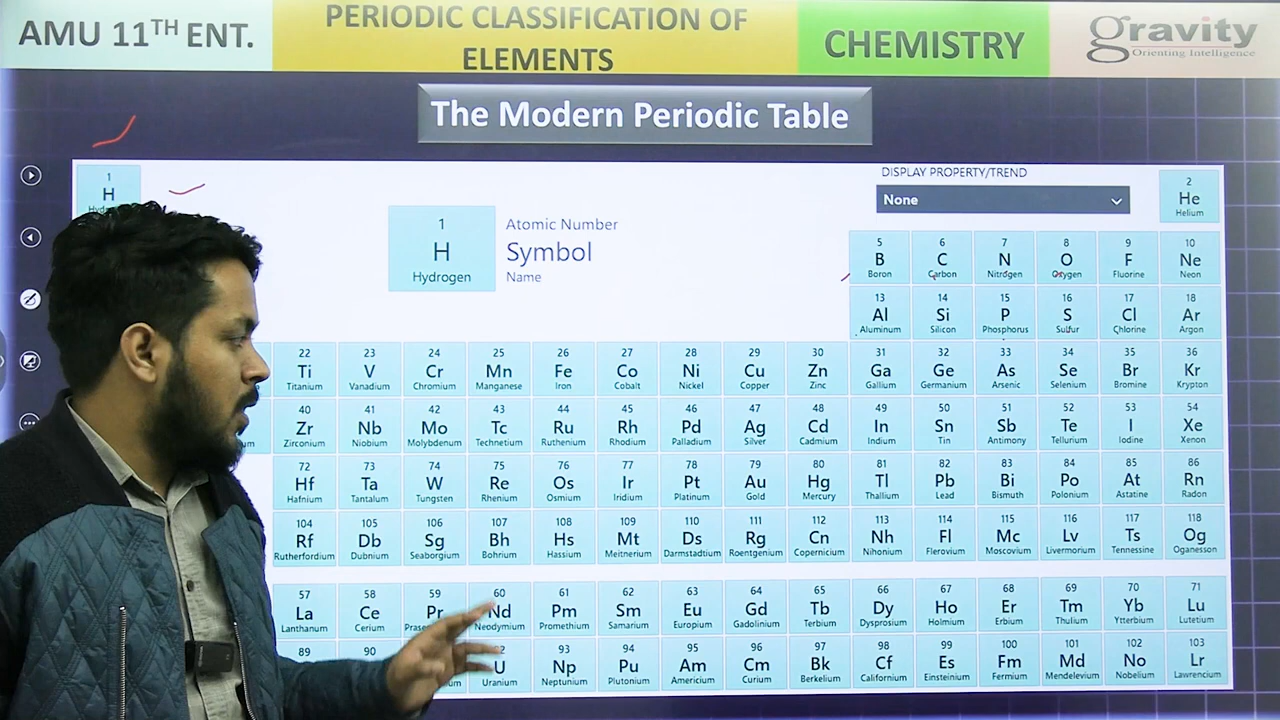 AMU 11TH ENT.
PERIODIC CLASSIFICATION OF
ELEMENTS
CHEMISTRY
gravity
Orienting Intelligence
The Modern Periodic Table
DISPLAY PROPERTY/TREND
None
1
H
2
He
Helium
1
H
Hydrogen
Atomic Number
Symbol
Name
5 6 7 8 9 10
B C N O F Ne
Boron Carbon Nitrogen Oxygen Fluorine Neon
13 14 15 16 17 18
Al Si P S Cl Ar
Aluminum Silicon Phosphorus Sulfur Chlorine Argon
22 23 24 25 26 27 28 29 30 31 32 33 34 35 36
Ti V Cr Mn Fe Co Ni Cu Zn Ga Ge As Se Br Kr
Titanium Vanadium Chromium Manganese Iron Cobalt Nickel Copper Zinc Gallium Germanium Arsenic Selenium Bromine Krypton
40 41 42 43 44 45 46 47 48 49 50 51 52 53 54
Zr Nb Mo Tc Ru Rh Pd Ag Cd In Sn Sb Te I Xe
Zirconium Niobium Molybdenum Technetium Ruthenium Rhodium Palladium Silver Cadmium Indium Tin Antimony Tellurium Iodine Xenon
72 73 74 75 76 77 78 79 80 81 82 83 84 85 86
Hf Ta W Re Os Ir Pt Au Hg Tl Pb Bi Po At Rn
Hafnium Tantalum Tungsten Rhenium Osmium Iridium Platinum Gold Mercury Thallium Lead Bismuth Polonium Astatine Radon
104 105 106 107 108 109 110 111 112 113 114 115 116 117 118
Rf Db Sg Bh Hs Mt Ds Rg Cn Nh Fl Mc Lv Ts Og
Rutherfordium Dubnium Seaborgium Bohrium Hassium Meitnerium Darmstadtium Roentgenium Copernicium Nihonium Flerovium Moscovium Livermorium Tennessine Oganesson
57 58 59 60 61 62 63 64 65 66 67 68 69 70 71
La Ce Pr Nd Pm Sm Eu Gd Tb Dy Ho Er Tm Yb Lu
Lanthanum Cerium Neodymium Promethium Samarium Europium Gadolinium Terbium Dysprosium Holmium Erbium Thulium Ytterbium Lutetium
89 90 93 94 95 96 97 98 99 100 101 102 103
U Np Pu Am Cm Bk Cf Es Fm Md No Lr
Uranium Neptunium Plutonium Americium Curium Berkelium Californium Einsteinium Fermium Mendelevium Nobelium Lawrencium